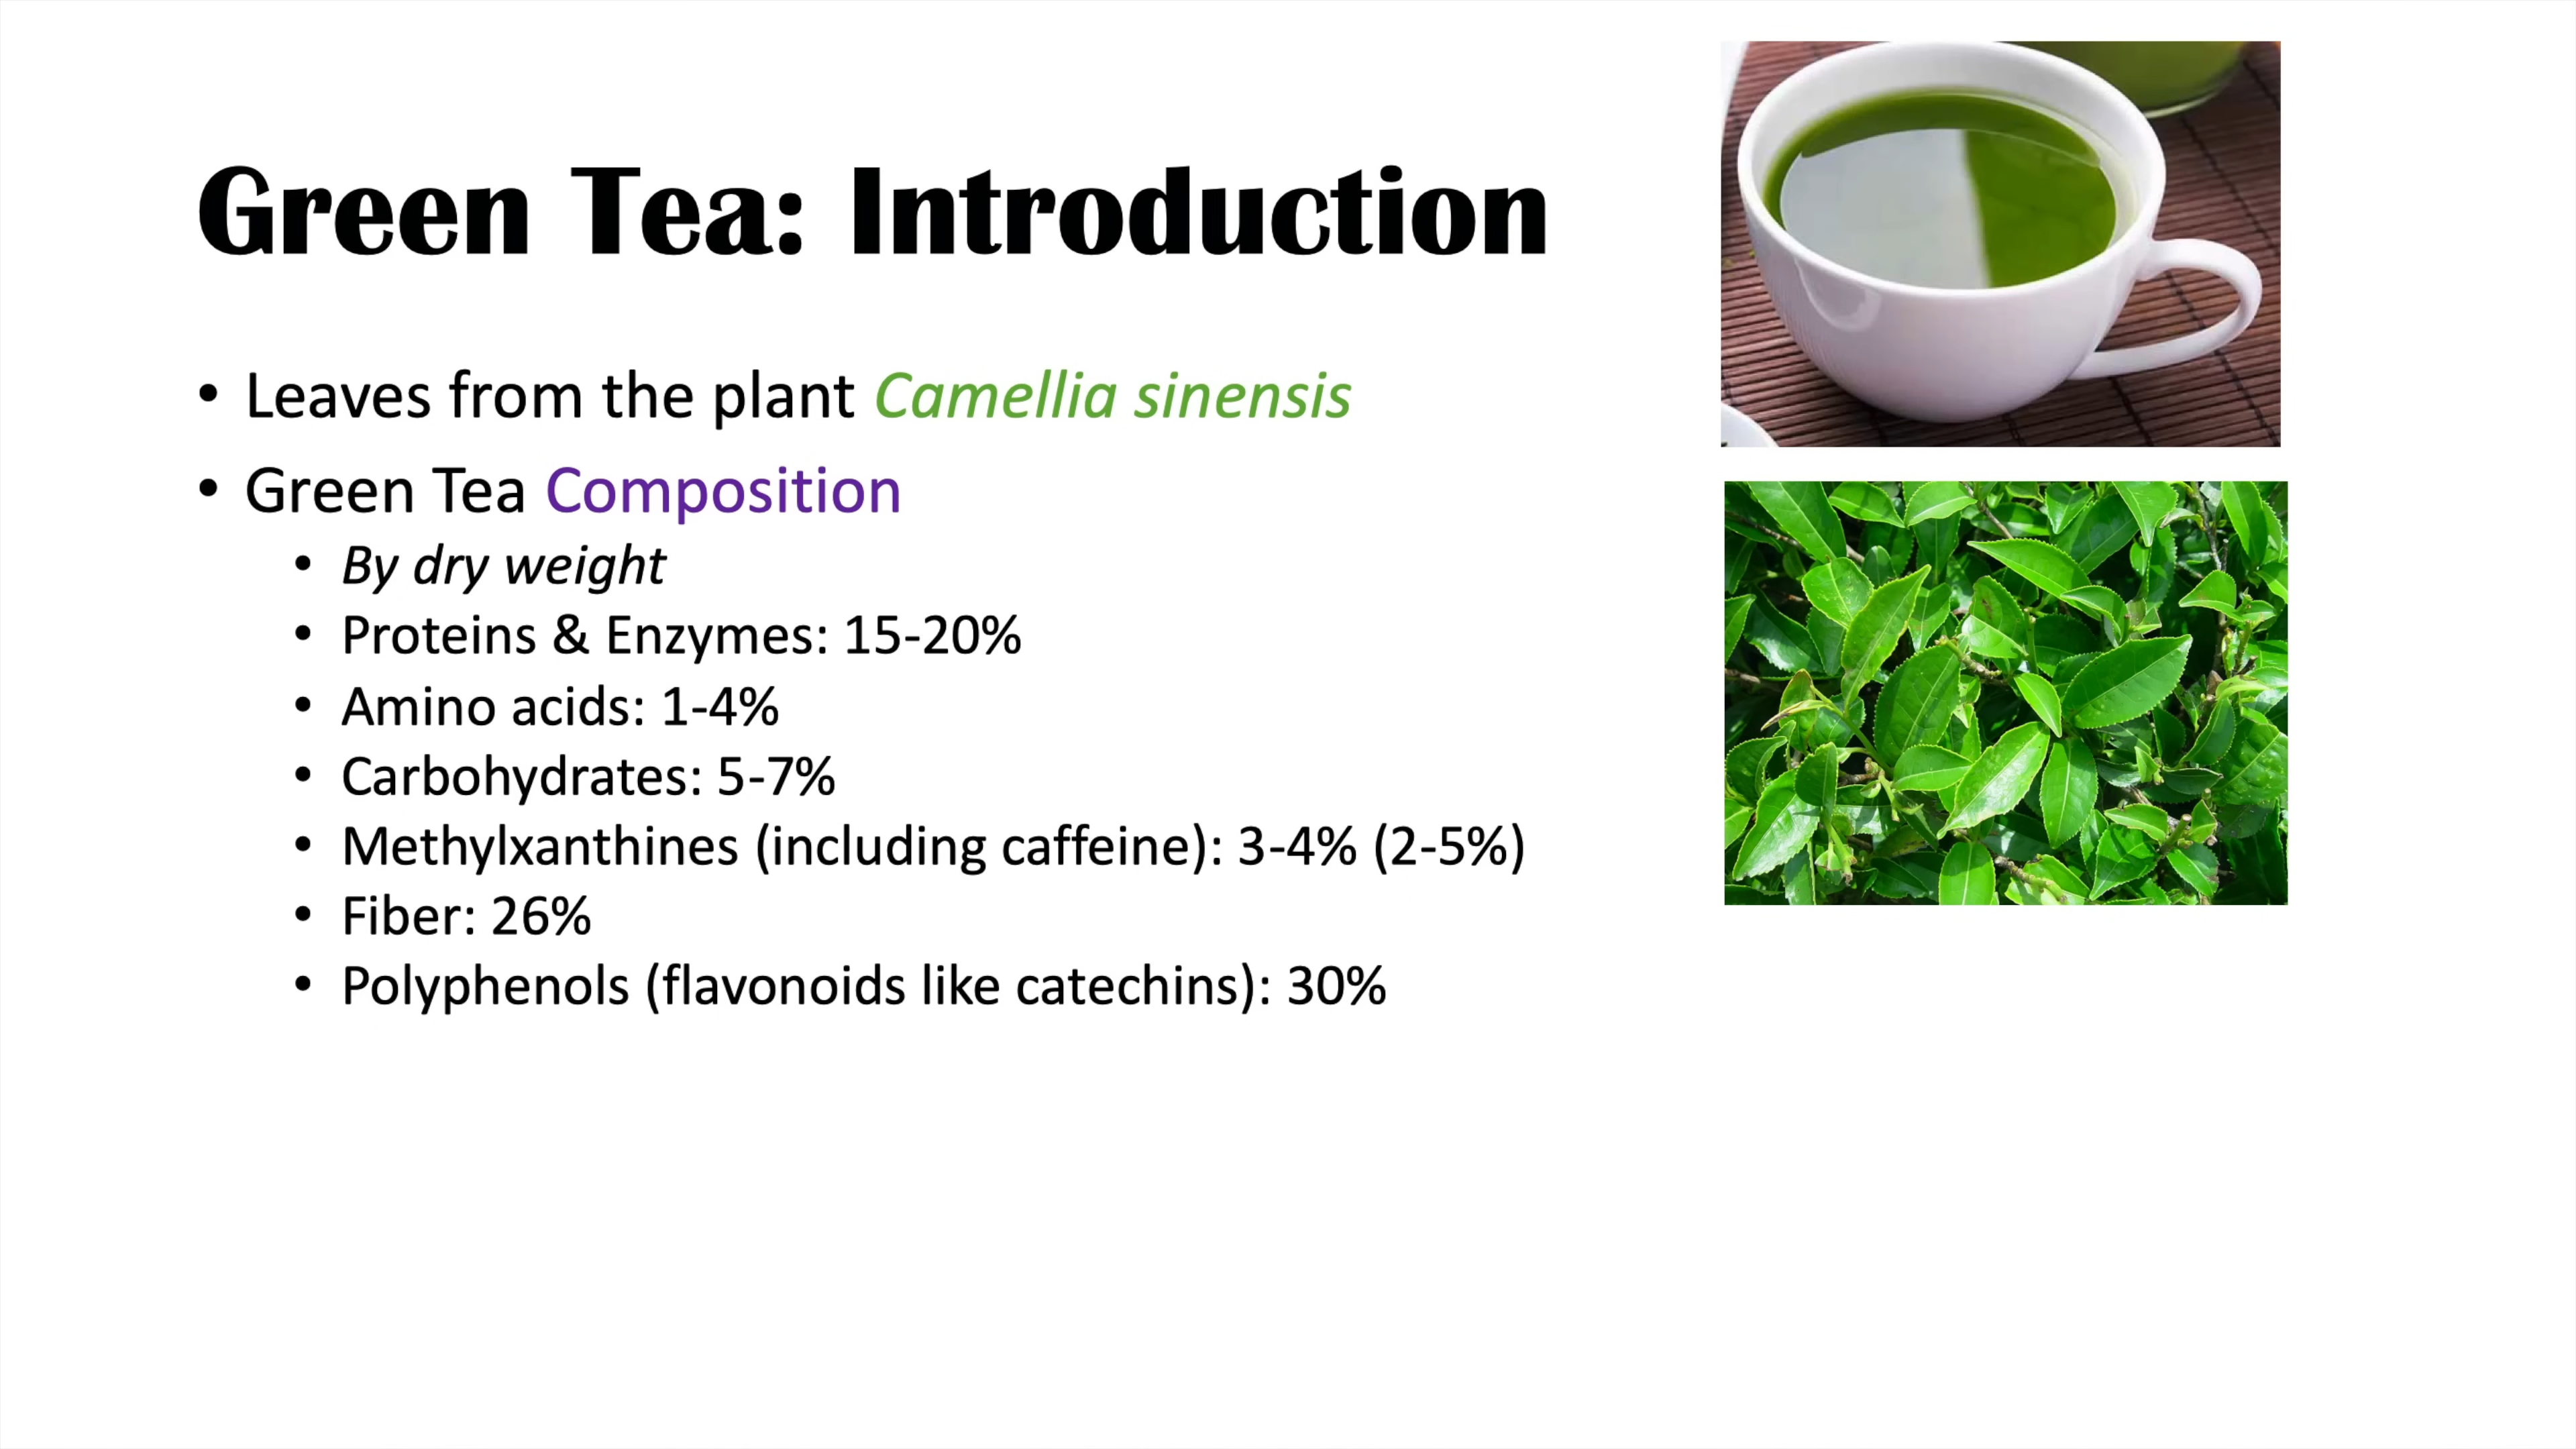 Green Tea: Introduction
• Leaves from the plant Camellia sinensis
• Green Tea Composition
• By dry weight
• Proteins & Enzymes: 15-20%
• Amino acids: 1-4%
• Carbohydrates: 5-7%
• Methylxanthines (including caffeine): 3-4% (2-5%)
• Fiber: 26%
• Polyphenols (flavonoids like catechins): 30%